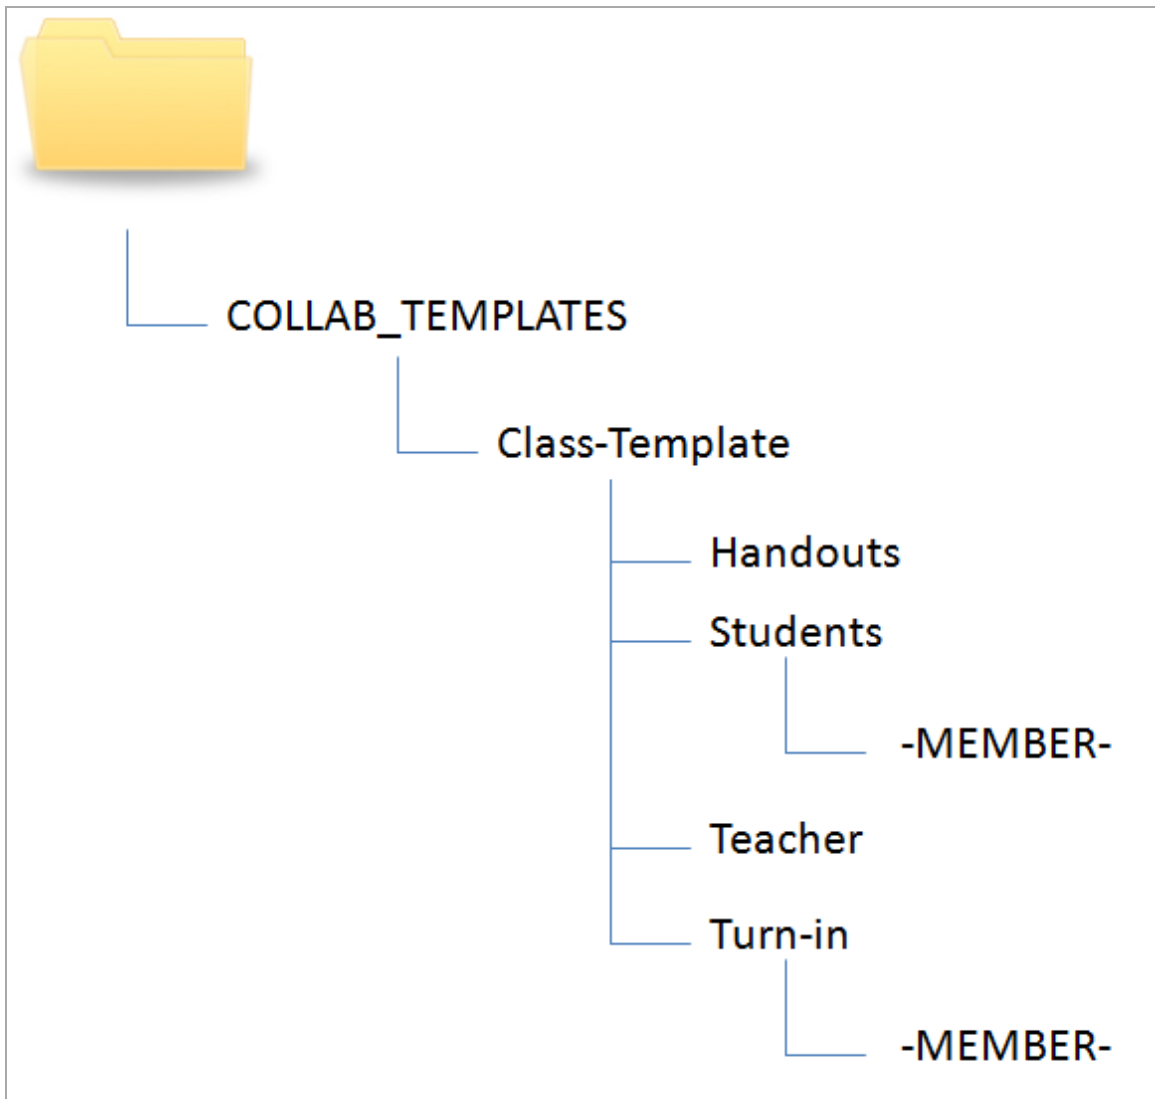 COLLAB_TEMPLATES
Class-Template
Handouts
Students
-MEMBER-
Teacher
Turn-in
-MEMBER-